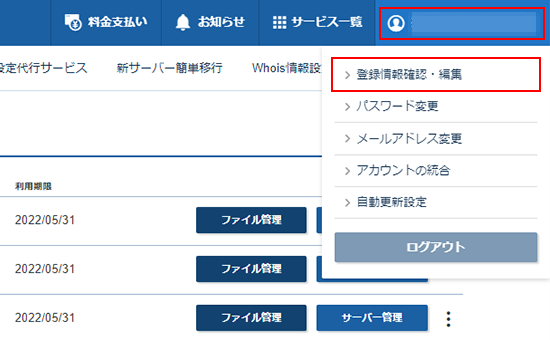 料金支払い お知らせ サービス一覧
設定代行サービス 新サーバー簡単移行 Whois情報設
登録情報確認・編集
パスワード変更
メールアドレス変更
アカウントの統合
自動更新設定
ログアウト
利用期限
2022/05/31 ファイル管理
2022/05/31 ファイル管理
2022/05/31 ファイル管理 サーバー管理